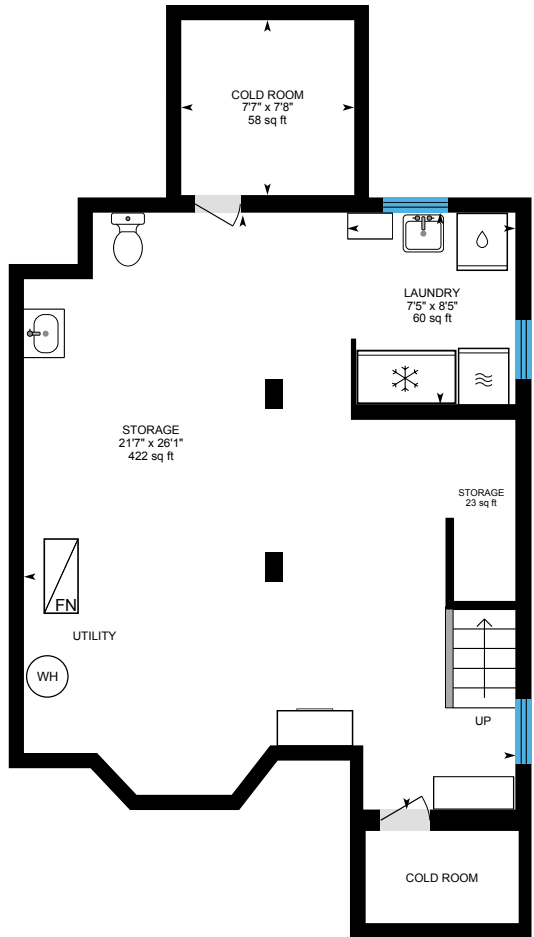 COLD ROOM
7'7" x 7'8"
58 sq ft
LAUNDRY
7'5" x 8'5"
60 sq ft
STORAGE
21'7" x 26'1"
422 sq ft
STORAGE
23 sq ft
FN
UTILITY
WH
UP
COLD ROOM